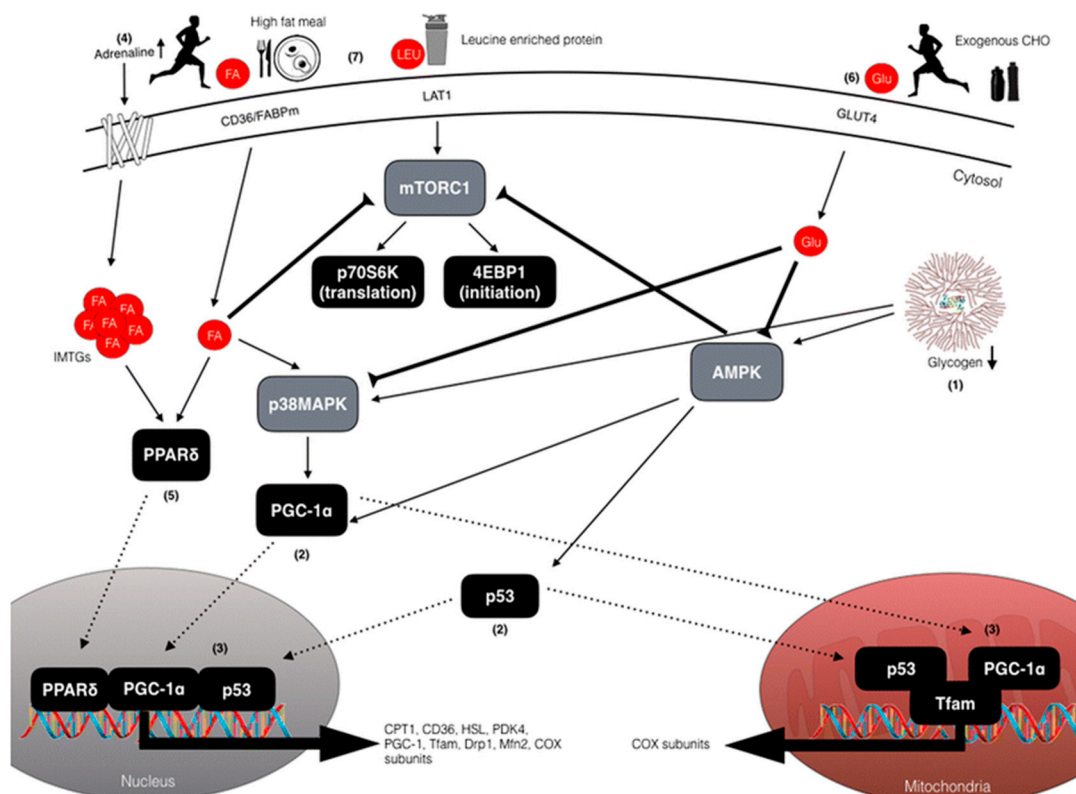 (4)
Adrenaline
High fat meal
FA
(7)
LEU
Leucine enriched protein
(6)
Glu
Exogenous CHO
CD36/FABPm
LAT1
GLUT4
Cytosol
mTORC1
p70S6K
(translation)
4EBP1
(initiation)
Glu
FA
FA
FA
FA
FA
FA
IMTGs
FA
Glycogen
(1)
p38MAPK
AMPK
PPARδ
(5)
PGC-1α
(2)
p53
(2)
(3)
PPARδ
PGC-1α
p53
(3)
p53
PGC-1α
Tfam
CPT1, CD36, HSL, PDK4,
PGC-1, Tfam, Drp1, Mfn2, COX
subunits
COX subunits
Nucleus
Mitochondria